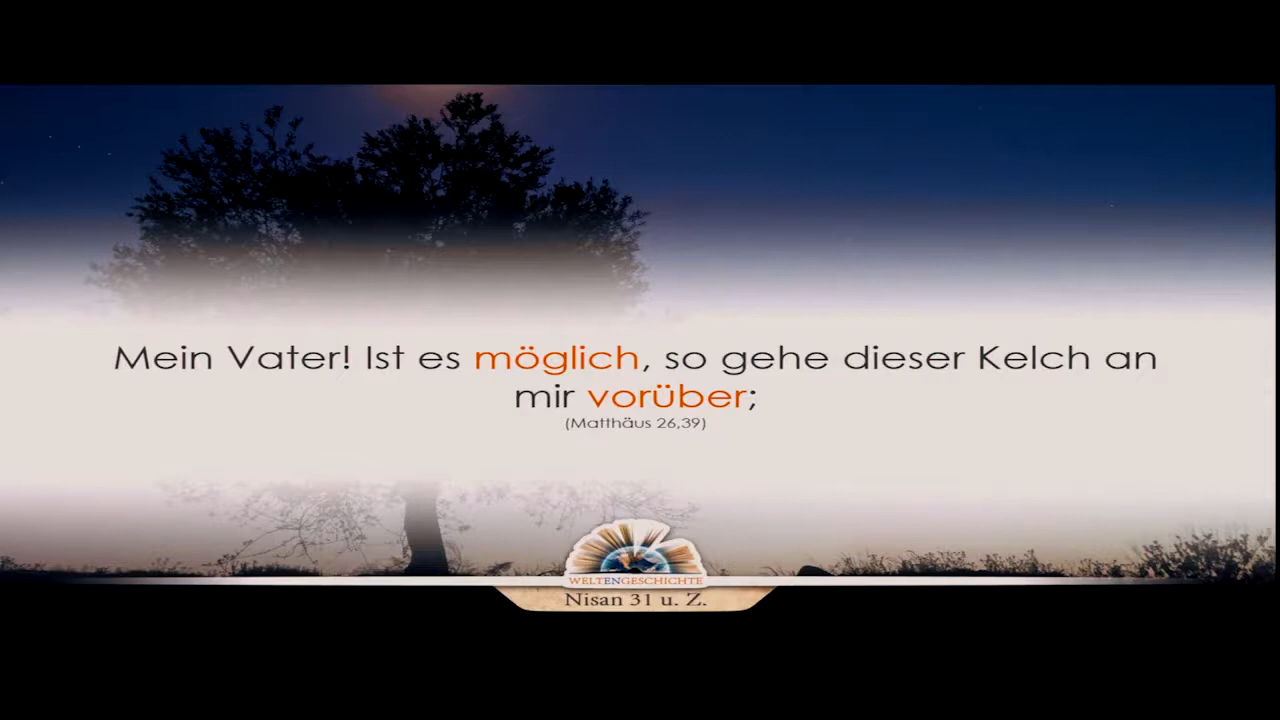 Mein Vater! Ist es möglich, so gehe dieser Kelch an
mir vorüber;
(Matthäus 26,39)
WELTENGESCHICHTE
Nisan 31 u. Z.